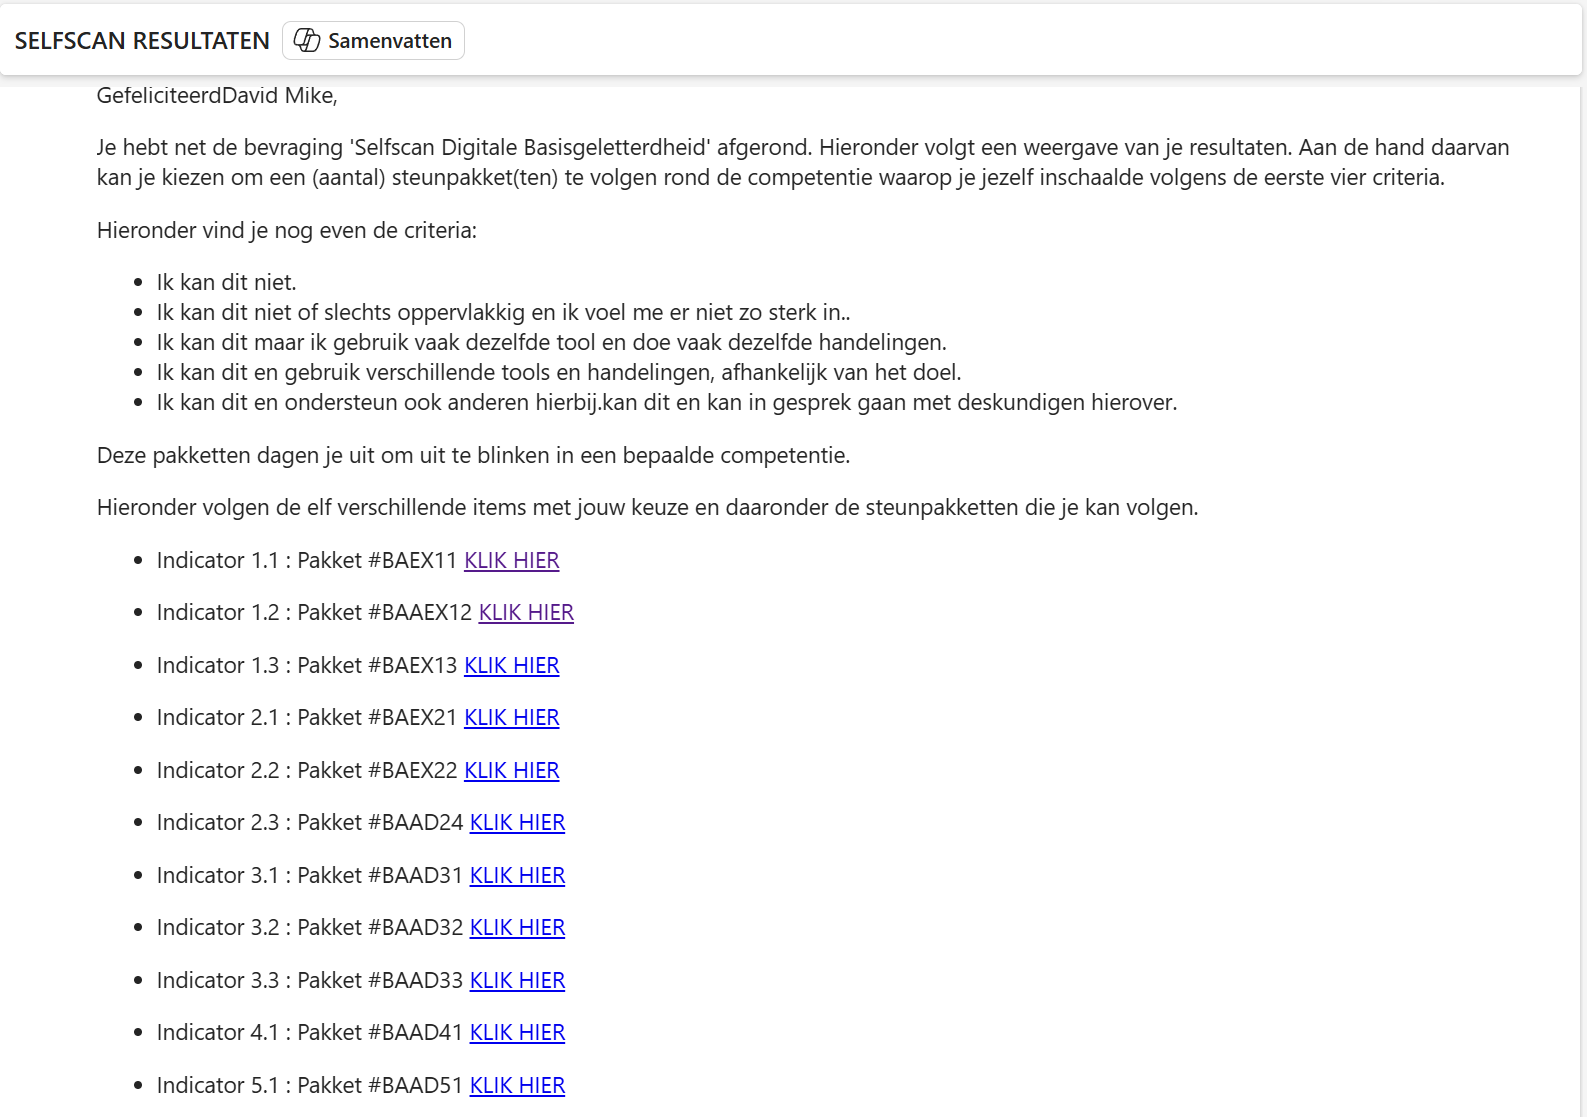 SELFSCAN RESULTATEN Samenvatten
GefeliciteerdDavid Mike,
Je hebt net de bevraging 'Selfscan Digitale Basisgeletterdheid' afgerond. Hieronder volgt een weergave van je resultaten. Aan de hand daarvan
kan je kiezen om een (aantal) steunpakket(ten) te volgen rond de competentie waarop je jezelf inschaalde volgens de eerste vier criteria.
Hieronder vind je nog even de criteria:
• Ik kan dit niet.
• Ik kan dit niet of slechts oppervlakkig en ik voel me er niet zo sterk in..
• Ik kan dit maar ik gebruik vaak dezelfde tool en doe vaak dezelfde handelingen.
• Ik kan dit en gebruik verschillende tools en handelingen, afhankelijk van het doel.
• Ik kan dit en ondersteun ook anderen hierbij.kan dit en kan in gesprek gaan met deskundigen hierover.
Deze pakketten dagen je uit om uit te blinken in een bepaalde competentie.
Hieronder volgen de elf verschillende items met jouw keuze en daaronder de steunpakketten die je kan volgen.
• Indicator 1.1 : Pakket #BAEX11 KLIK HIER
• Indicator 1.2 : Pakket #BAAEX12 KLIK HIER
• Indicator 1.3 : Pakket #BAEX13 KLIK HIER
• Indicator 2.1 : Pakket #BAEX21 KLIK HIER
• Indicator 2.2 : Pakket #BAEX22 KLIK HIER
• Indicator 2.3 : Pakket #BAAD24 KLIK HIER
• Indicator 3.1 : Pakket #BAAD31 KLIK HIER
• Indicator 3.2 : Pakket #BAAD32 KLIK HIER
• Indicator 3.3 : Pakket #BAAD33 KLIK HIER
• Indicator 4.1 : Pakket #BAAD41 KLIK HIER
• Indicator 5.1 : Pakket #BAAD51 KLIK HIER